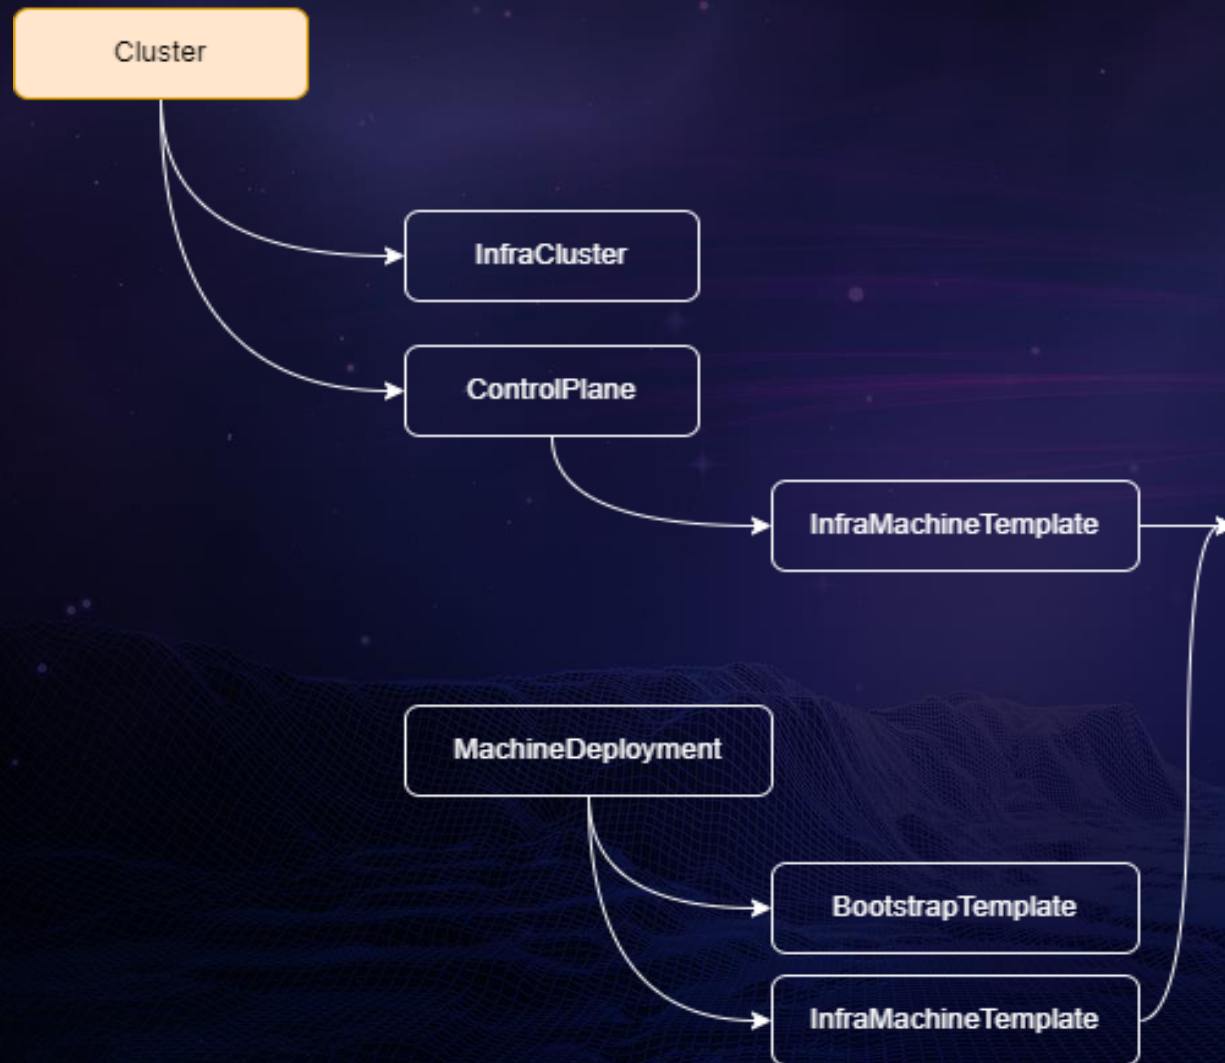 Cluster
InfraCluster
ControlPlane
InfraMachineTemplate
MachineDeployment
BootstrapTemplate
InfraMachineTemplate